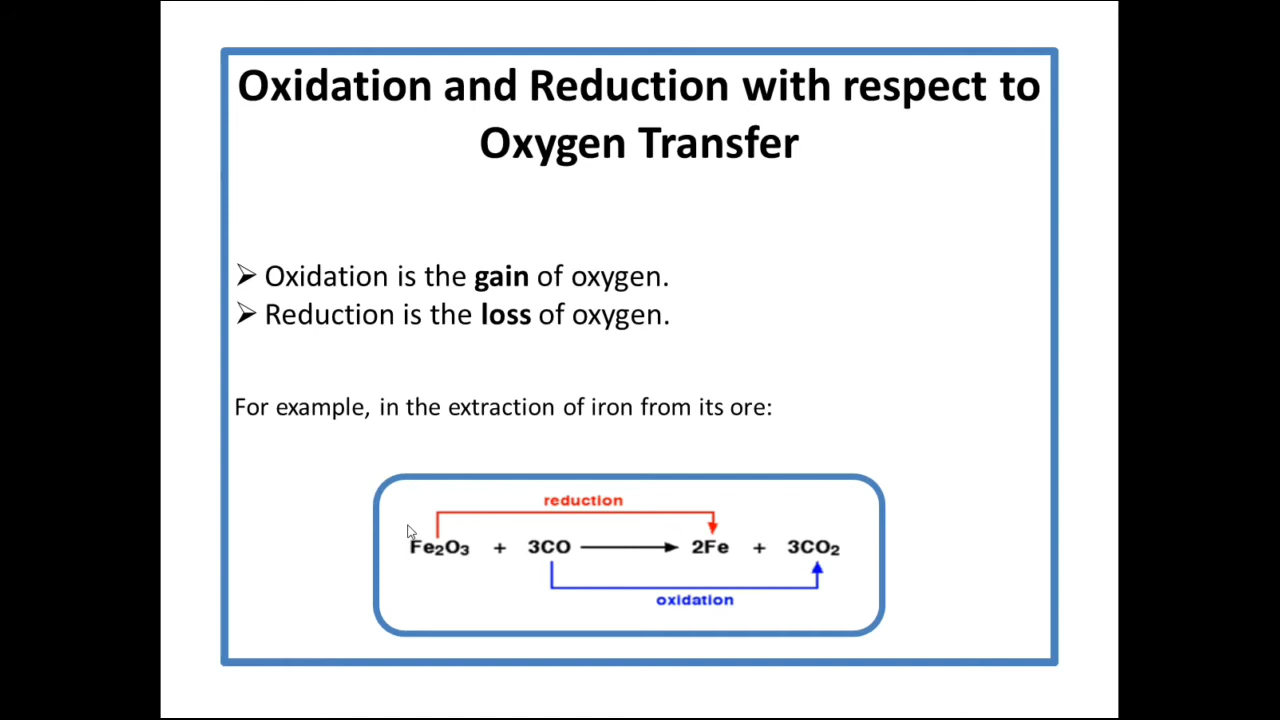 Oxidation and Reduction with respect to
Oxygen Transfer
➢ Oxidation is the gain of oxygen.
➢ Reduction is the loss of oxygen.
For example, in the extraction of iron from its ore:
reduction
Fe₂O₃ + 3CO ⟶ 2Fe + 3CO₂
oxidation